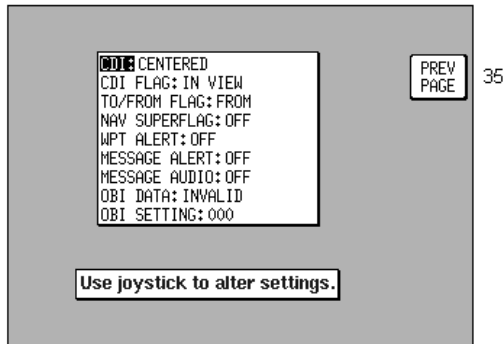 CDI: CENTERED
CDI FLAG: IN VIEW
TO/FROM FLAG: FROM
NAV SUPERFLAG: OFF
WPT ALERT: OFF
MESSAGE ALERT: OFF
MESSAGE AUDIO: OFF
OBI DATA: INVALID
OBI SETTING: 000
PREV
PAGE
35
Use joystick to alter settings.